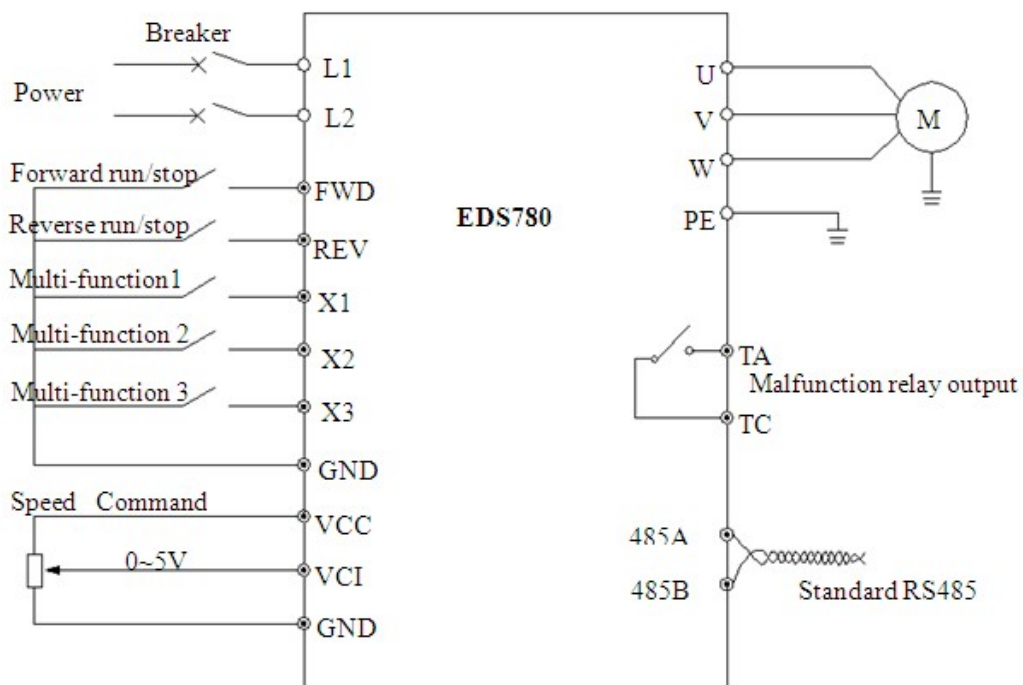 Breaker
L1
Power
L2
Forward run/stop
FWD
Reverse run/stop
REV
Multi-function1
X1
Multi-function 2
X2
Multi-function 3
X3
GND
Speed Command
VCC
0~5V
VCI
GND
EDS780
U
V
M
W
PE
TA
Malfunction relay output
TC
485A
485B
Standard RS485